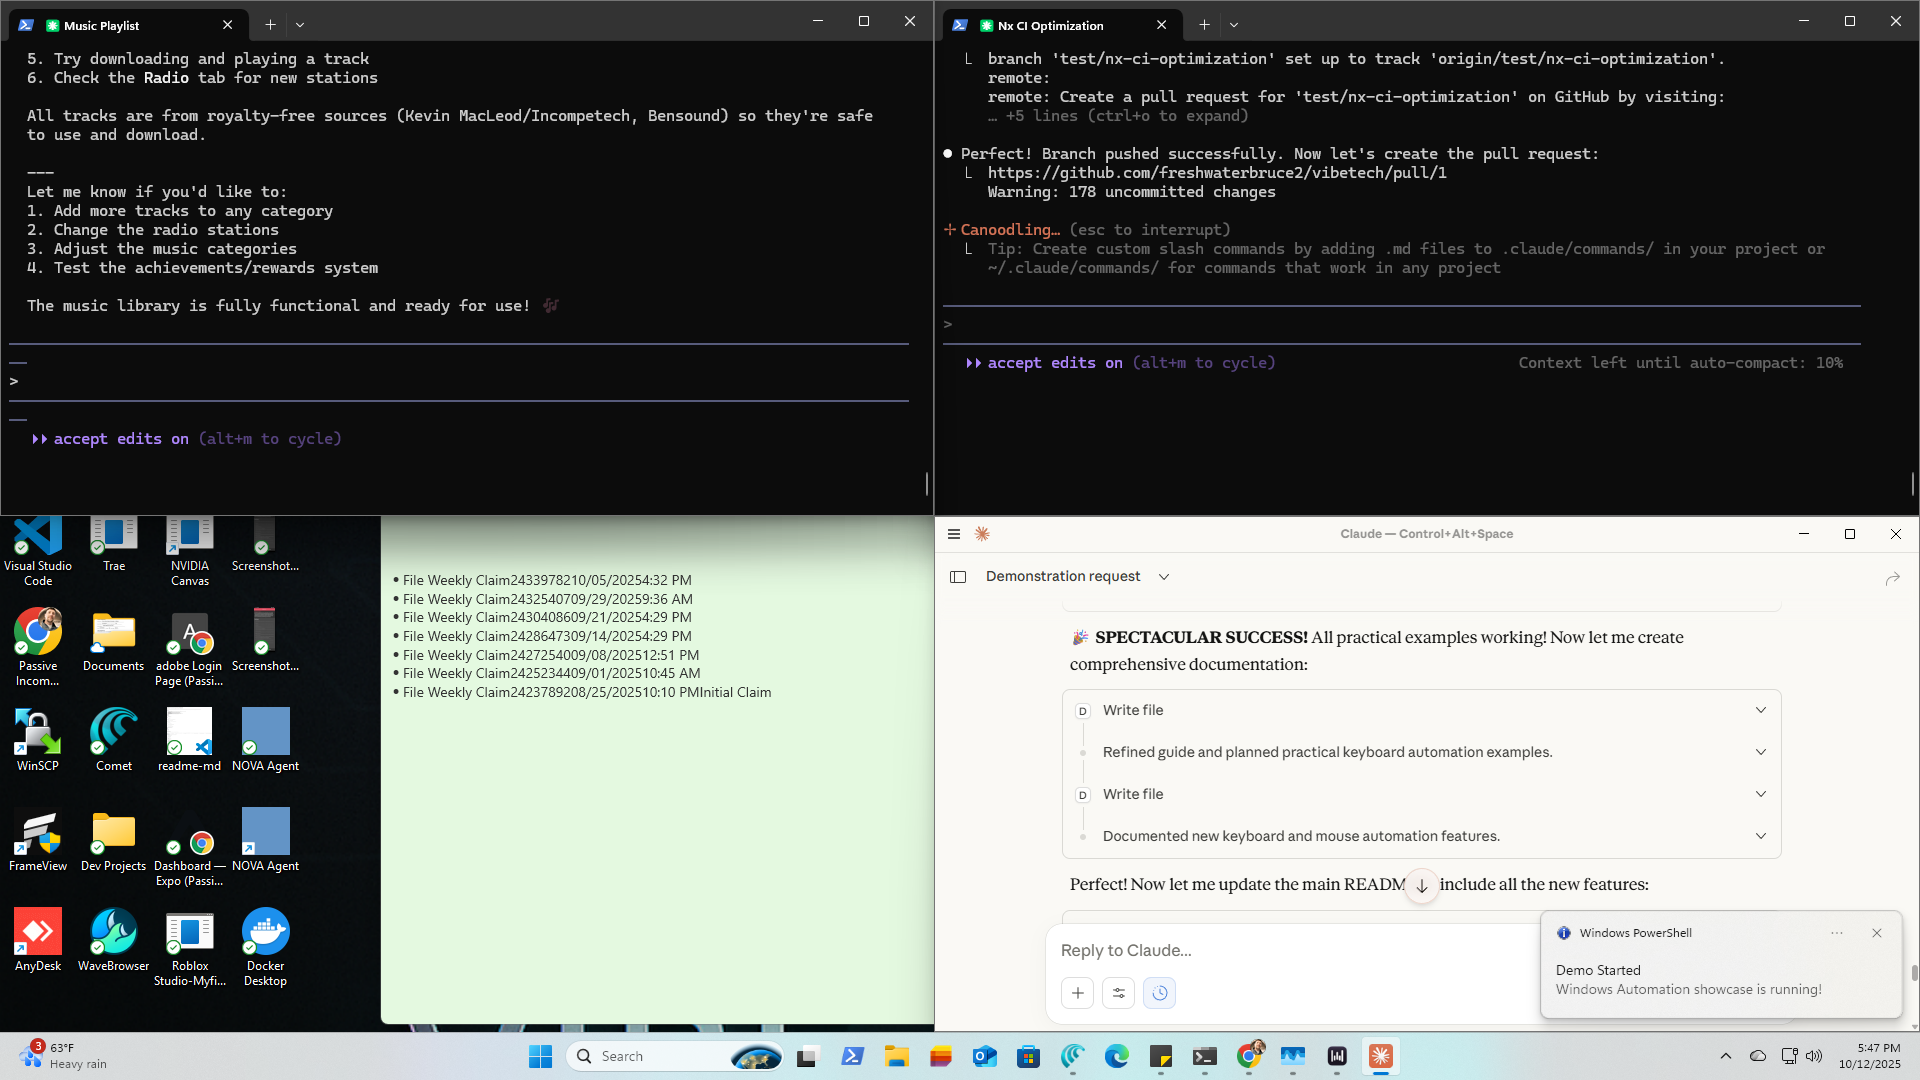 Music Playlist
5. Try downloading and playing a track
6. Check the Radio tab for new stations
All tracks are from royalty-free sources (Kevin MacLeod/Incompetech, Bensound) so they're safe
to use and download.
---
Let me know if you'd like to:
1. Add more tracks to any category
2. Change the radio stations
3. Adjust the music categories
4. Test the achievements/rewards system
The music library is fully functional and ready for use! 🎶
>
accept edits on (alt+m to cycle)
Nx CI Optimization
branch 'test/nx-ci-optimization' set up to track 'origin/test/nx-ci-optimization'.
remote:
remote: Create a pull request for 'test/nx-ci-optimization' on GitHub by visiting:
… +5 lines (ctrl+o to expand)
● Perfect! Branch pushed successfully. Now let's create the pull request:
https://github.com/freshwaterbruce2/vibetech/pull/1
Warning: 178 uncommitted changes
Canoodling… (esc to interrupt)
Tip: Create custom slash commands by adding .md files to .claude/commands/ in your project or
~/.claude/commands/ for commands that work in any project
>
accept edits on (alt+m to cycle) Context left until auto-compact: 10%
Visual Studio
Code
Trae
NVIDIA
Canvas
Screenshot...
Passive
Incom...
Documents
adobe Login
Page (Passi...
Screenshot...
WinSCP
Comet
readme-md
NOVA Agent
FrameView
Dev Projects
Dashboard —
Expo (Passi...
NOVA Agent
AnyDesk
WaveBrowser
Roblox
Studio-Myfi...
Docker
Desktop
• File Weekly Claim2433978210/05/20254:32 PM
• File Weekly Claim2432540709/29/20259:36 AM
• File Weekly Claim2430408609/21/20254:29 PM
• File Weekly Claim2428647309/14/20254:29 PM
• File Weekly Claim2427254009/08/202512:51 PM
• File Weekly Claim2425234409/01/202510:45 AM
• File Weekly Claim2423789208/25/202510:10 PMInitial Claim
Claude — Control+Alt+Space
Demonstration request
🎉 SPECTACULAR SUCCESS! All practical examples working! Now let me create
comprehensive documentation:
D Write file
Refined guide and planned practical keyboard automation examples.
D Write file
Documented new keyboard and mouse automation features.
Perfect! Now let me update the main READM include all the new features:
Reply to Claude...
Windows PowerShell
Demo Started
Windows Automation showcase is running!
3
63°F
Heavy rain
Search
5:47 PM
10/12/2025